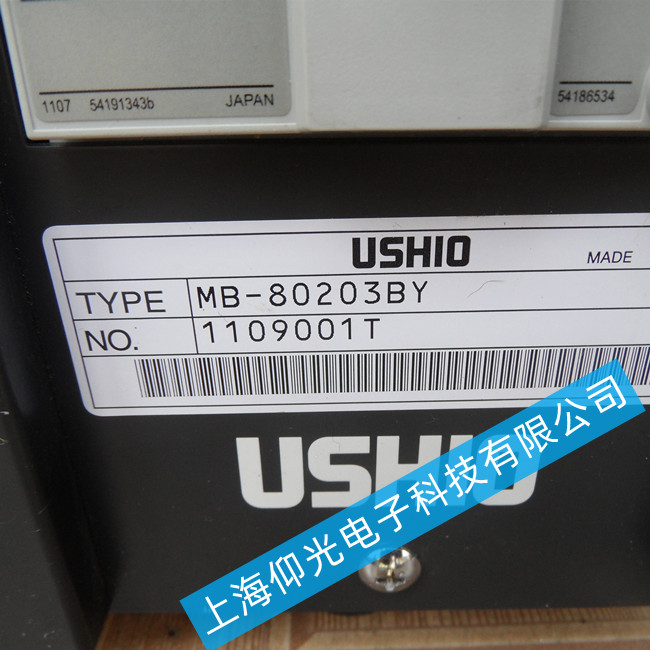 1107 54191343b JAPAN
54186534
USHIO
MADE
TYPE MB-80203BY
NO. 1109001T
USHIO
上海仰光电子科技有限公司